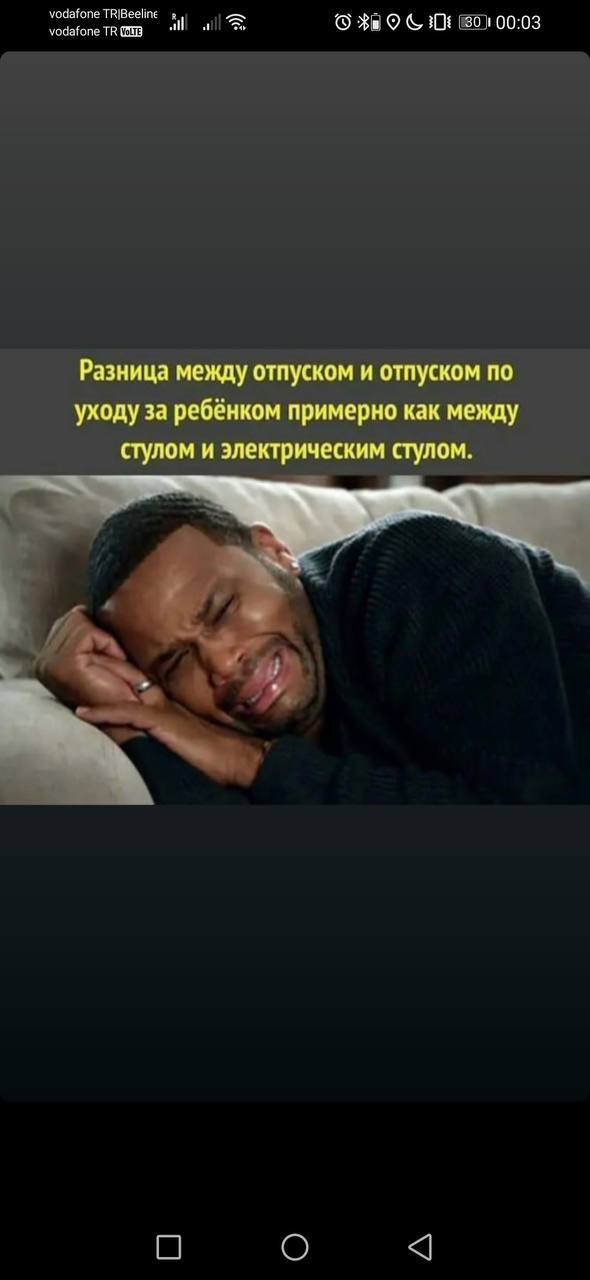 vodafone TR|Beeline
vodafone TR VoLTE
R
30 00:03
Разница между отпуском и отпуском по
уходу за ребёнком примерно как между
стулом и электрическим стулом.